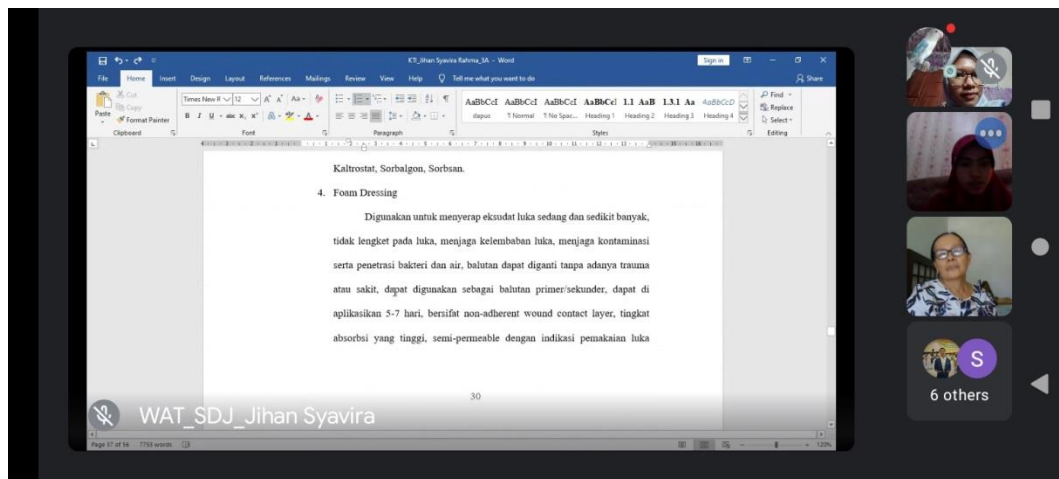 KTI_Jihan Syavira Rahma_3A - Word
Sign in
File Home Insert Design Layout References Mailings Review View Help Tell me what you want to do
Share
Cut
Copy
Format Painter
Paste
Times New R 12
AaBbCcI AaBbCcI AaBbCcI AaBbCcI 1.1 AaB 1.3.1 Aa AaBbCcD
dapus ¶ Normal ¶ No Spac... Heading 1 Heading 2 Heading 3 Heading 4
Find
Replace
Select
Clipboard Font Paragraph Styles Editing
Kaltrostat, Sorbalgon, Sorbsan.
4. Foam Dressing
Digunakan untuk menyerap eksudat luka sedang dan sedikit banyak,
tidak lengket pada luka, menjaga kelembaban luka, menjaga kontaminasi
serta penetrasi bakteri dan air, balutan dapat diganti tanpa adanya trauma
atau sakit, dapat digunakan sebagai balutan primer/sekunder, dapat di
aplikasikan 5-7 hari, bersifat non-adherent wound contact layer, tingkat
absorbsi yang tinggi, semi-permeable dengan indikasi pemakaian luka
30
WAT_SDJ_Jihan Syavira
Page 37 of 56 7753 words
120%
S
6 others